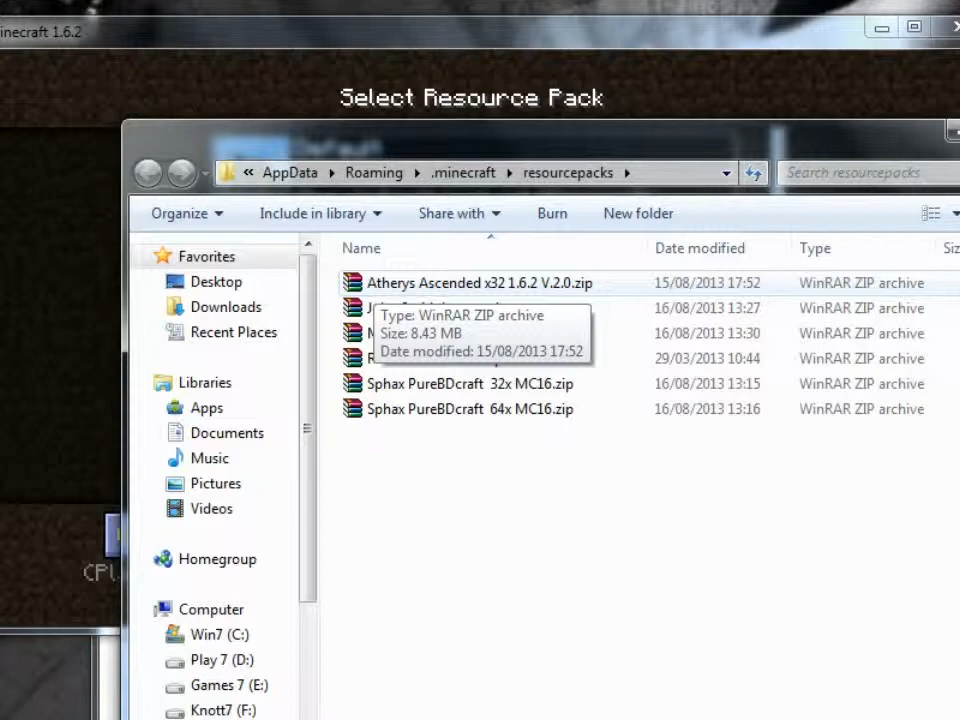 inecraft 1.6.2
Select Resource Pack
Default
« AppData Roaming .minecraft resourcepacks
Search resourcepacks
Organize Include in library Share with Burn New folder
Name Date modified Type
Favorites
Desktop
Downloads
Recent Places
Libraries
Apps
Documents
Music
Pictures
Videos
Homegroup
Computer
Win7 (C:)
Play 7 (D:)
Games 7 (E:)
Knott7 (F:)
Atherys Ascended x32 1.6.2 V.2.0.zip 15/08/2013 17:52 WinRAR ZIP archive
16/08/2013 13:27 WinRAR ZIP archive
16/08/2013 13:30 WinRAR ZIP archive
29/03/2013 10:44 WinRAR ZIP archive
Sphax PureBDcraft 32x MC16.zip 16/08/2013 13:15 WinRAR ZIP archive
Sphax PureBDcraft 64x MC16.zip 16/08/2013 13:16 WinRAR ZIP archive
Type: WinRAR ZIP archive
Size: 8.43 MB
Date modified: 15/08/2013 17:52